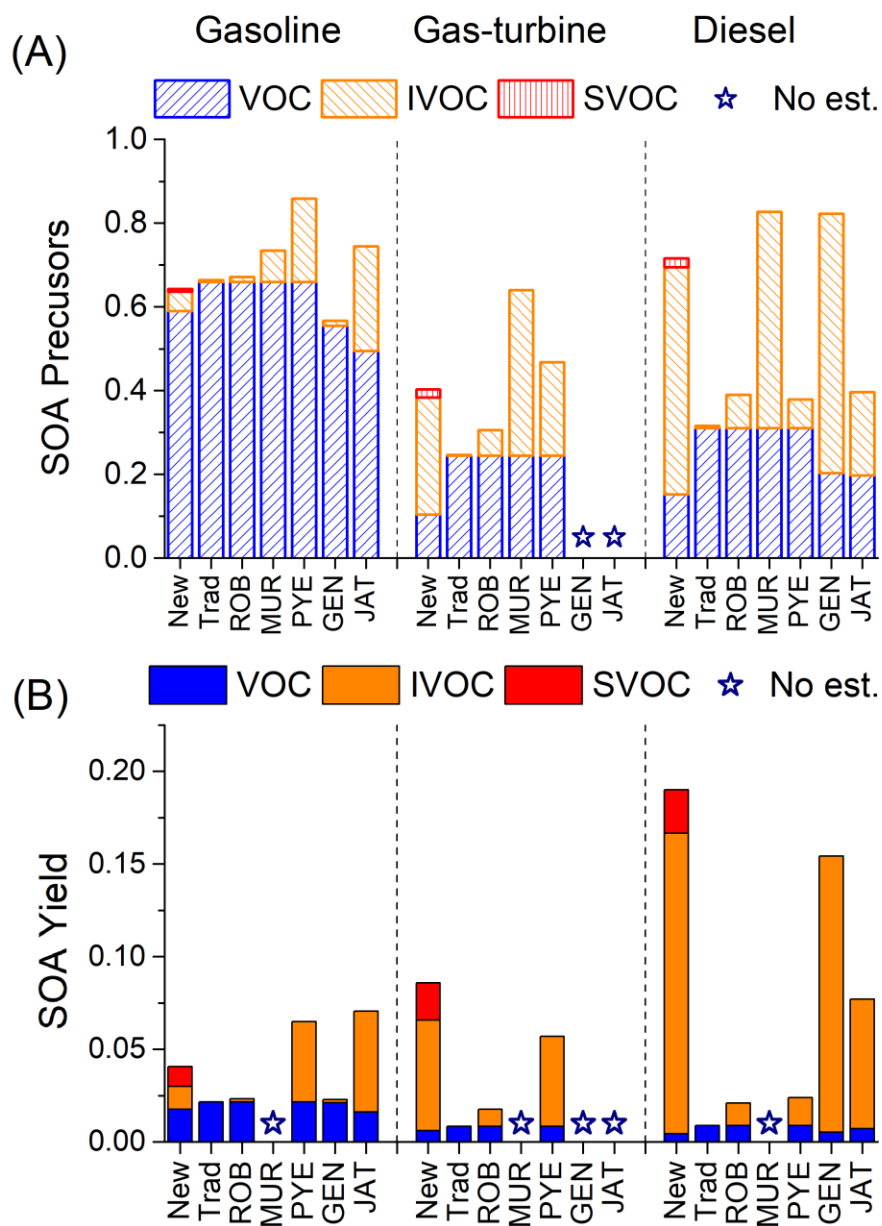 Gasoline Gas-turbine Diesel
(A)
VOC IVOC SVOC No est.
SOA Precusors
1.0
0.8
0.6
0.4
0.2
0.0
New Trad ROB MUR PYE GEN JAT New Trad ROB MUR PYE GEN JAT New Trad ROB MUR PYE GEN JAT
(B)
VOC IVOC SVOC No est.
SOA Yield
0.20
0.15
0.10
0.05
0.00
New Trad ROB MUR PYE GEN JAT New Trad ROB MUR PYE GEN JAT New Trad ROB MUR PYE GEN JAT